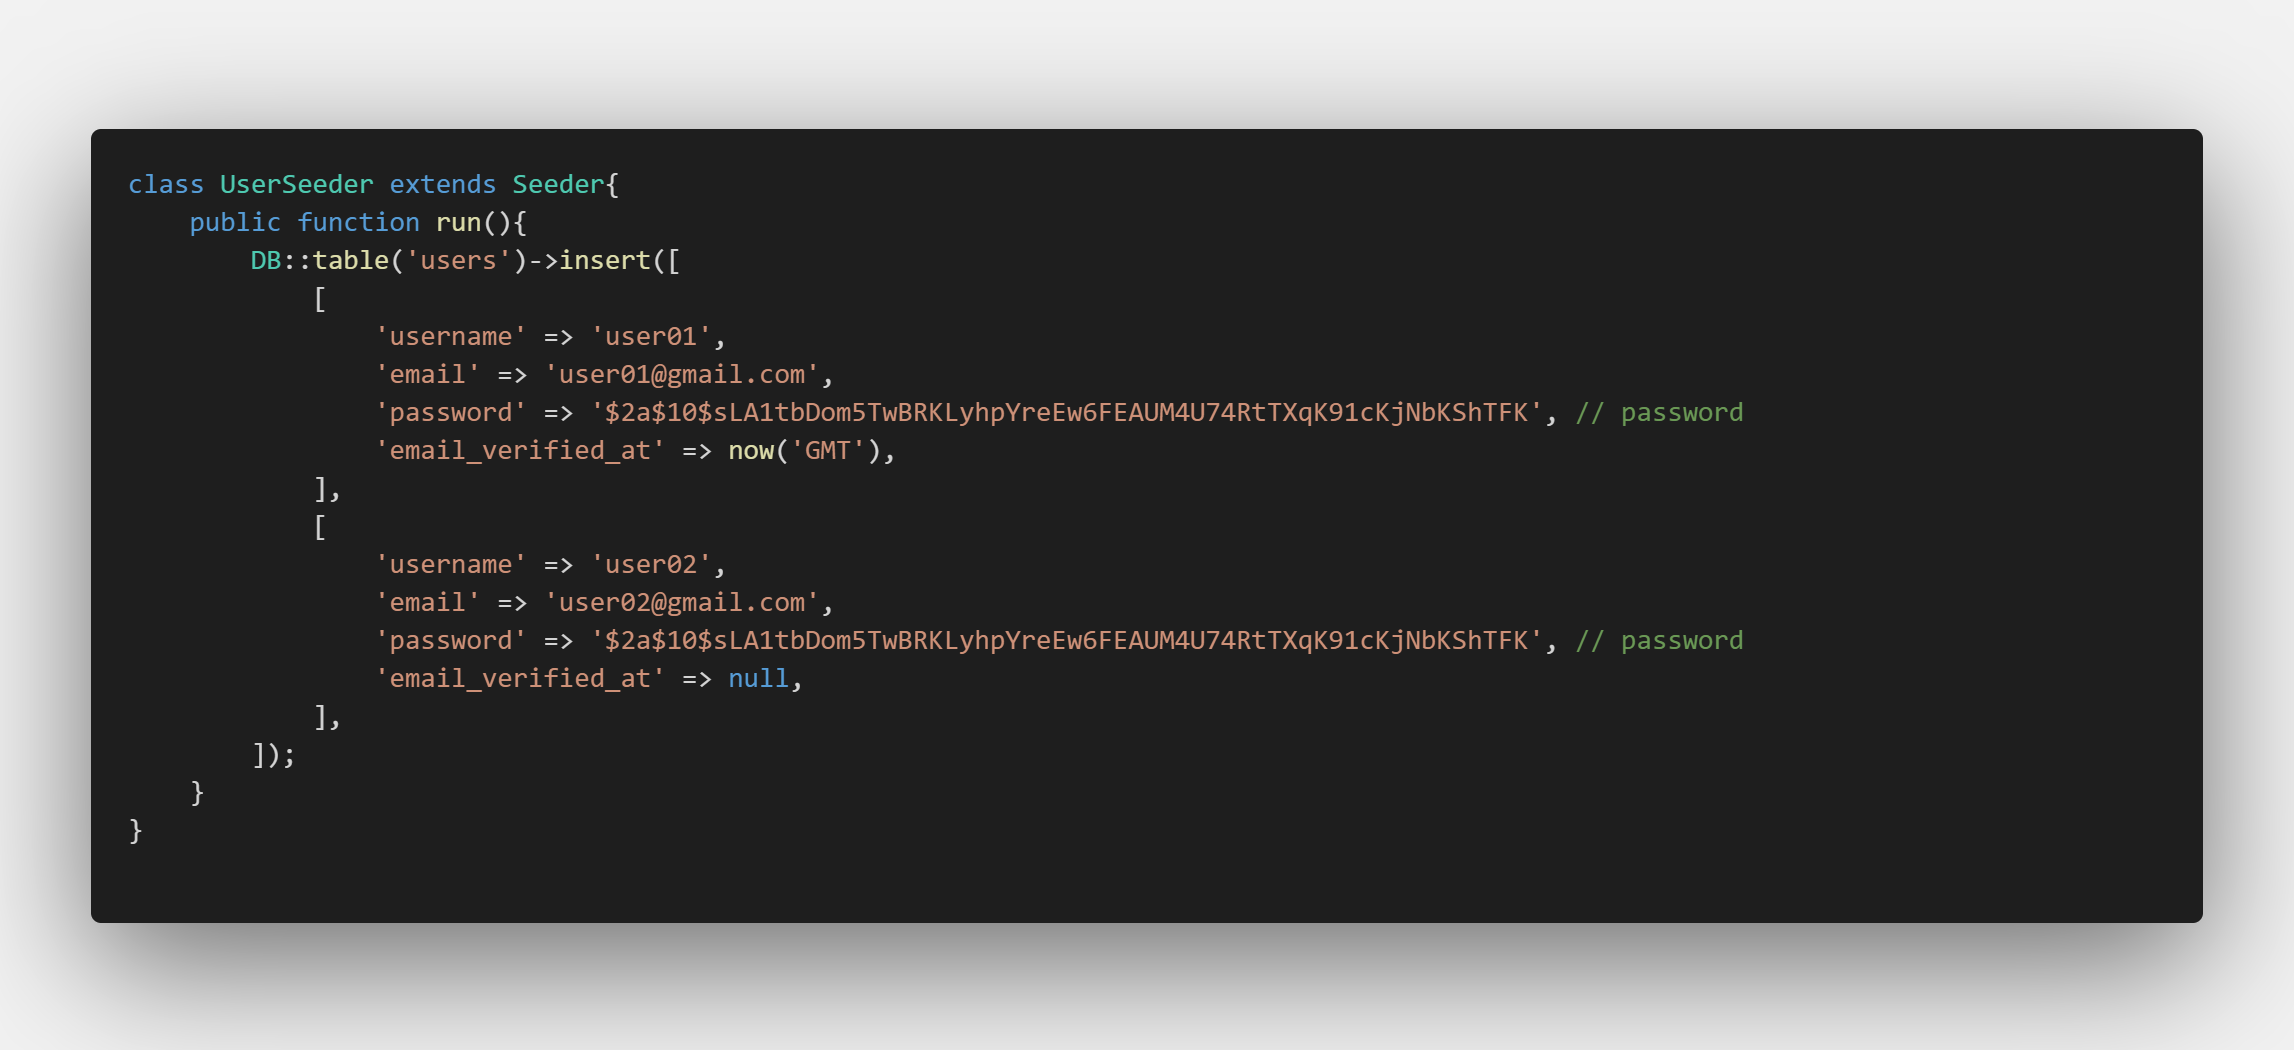 class UserSeeder extends Seeder{
    public function run(){
        DB::table('users')->insert([
            [
                'username' => 'user01',
                'email' => 'user01@gmail.com',
                'password' => '$2a$10$sLA1tbDom5TwBRKLyhpYreEw6FEAUM4U74RtTXqK91cKjNbKShTFK', // password
                'email_verified_at' => now('GMT'),
            ],
            [
                'username' => 'user02',
                'email' => 'user02@gmail.com',
                'password' => '$2a$10$sLA1tbDom5TwBRKLyhpYreEw6FEAUM4U74RtTXqK91cKjNbKShTFK', // password
                'email_verified_at' => null,
            ],
        ]);
    }
}